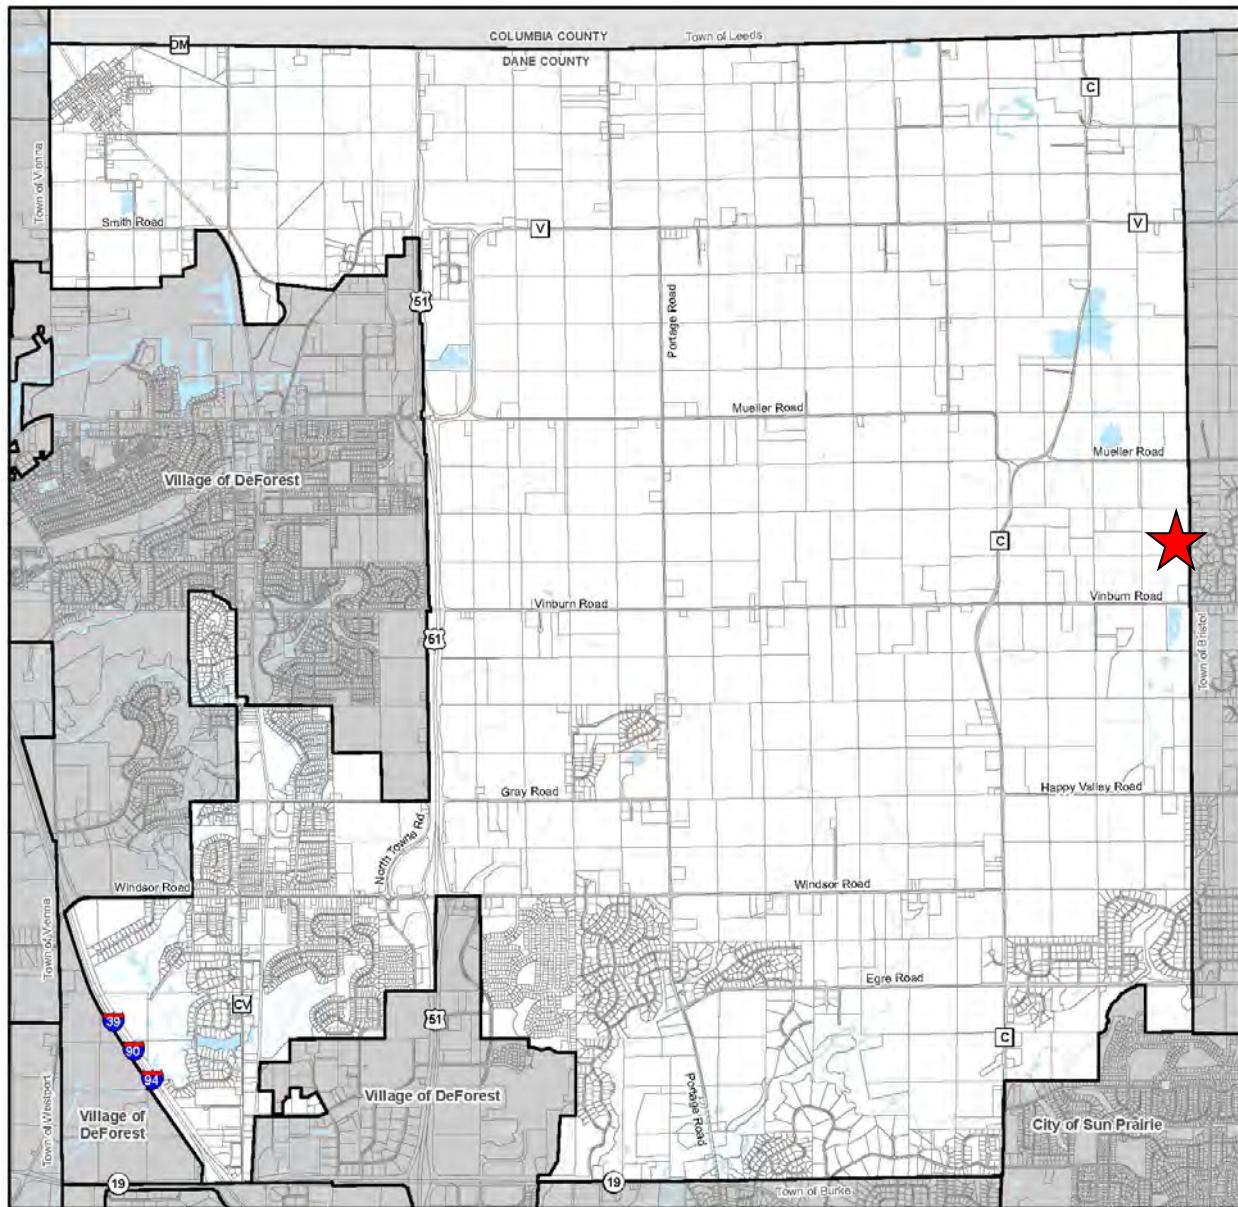 DM
COLUMBIA COUNTY
Town of Leeds
DANE COUNTY
C
Town of Vienna
Smith Road
V
V
51
Portage Road
Mueller Road
Mueller Road
Village of DeForest
C
Vinburn Road
Vinburn Road
51
Town of Bristol
Gray Road
Happy Valley Road
North Towne Rd
Windsor Road
Windsor Road
Town of Vienna
Egre Road
CV
51
39
90
94
C
Portage Road
Village of DeForest
Village of
DeForest
Town of Westport
City of Sun Prairie
19
19
Town of Burke